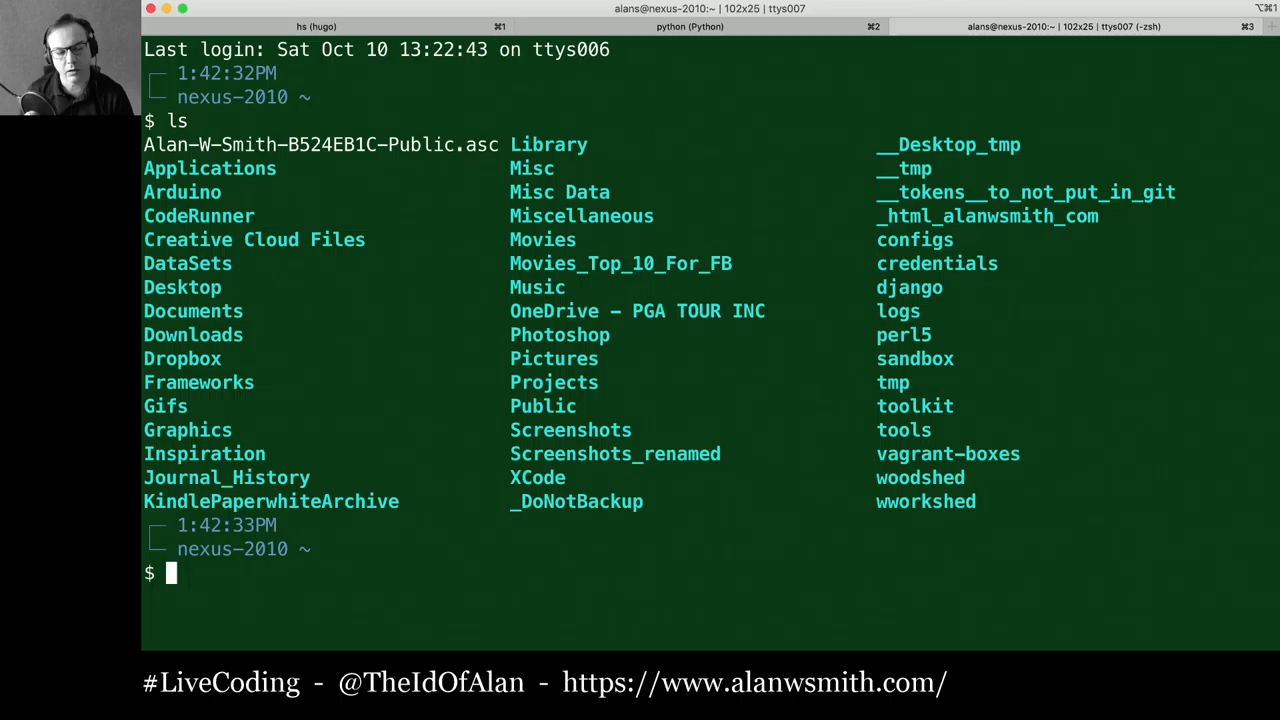 alans@nexus-2010:~ | 102x25 | ttys007
⌥⌘1
hs (hugo) ⌘1 python (Python) ⌘2 alans@nexus-2010:~ | 102x25 | ttys007 (-zsh) ⌘3 +
Last login: Sat Oct 10 13:22:43 on ttys006
1:42:32PM
nexus-2010 ~
$ ls
Alan-W-Smith-B524EB1C-Public.asc Library __Desktop_tmp
Applications Misc __tmp
Arduino Misc Data __tokens__to_not_put_in_git
CodeRunner Miscellaneous _html_alanwsmith_com
Creative Cloud Files Movies configs
DataSets Movies_Top_10_For_FB credentials
Desktop Music django
Documents OneDrive - PGA TOUR INC logs
Downloads Photoshop perl5
Dropbox Pictures sandbox
Frameworks Projects tmp
Gifs Public toolkit
Graphics Screenshots tools
Inspiration Screenshots_renamed vagrant-boxes
Journal_History XCode woodshed
KindlePaperwhiteArchive _DoNotBackup wworkshed
1:42:33PM
nexus-2010 ~
$
#LiveCoding - @TheIdOfAlan - https://www.alanwsmith.com/